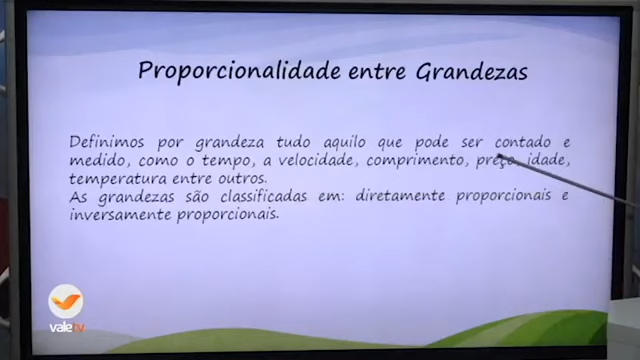 Proporcionalidade entre Grandezas
Definimos por grandeza tudo aquilo que pode ser contado e
medido, como o tempo, a velocidade, comprimento, preço, idade,
temperatura entre outros.
As grandezas são classificadas em: diretamente proporcionais e
inversamente proporcionais.
valetv